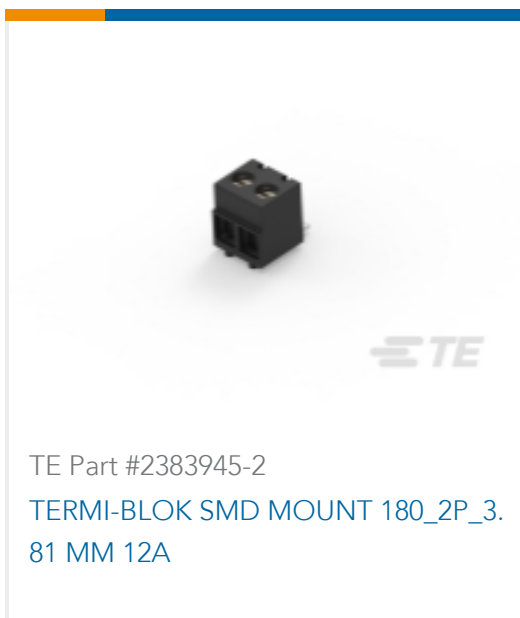 TE
TE Part #2383945-2
TERMI-BLOK SMD MOUNT 180_2P_3.
81 MM 12A